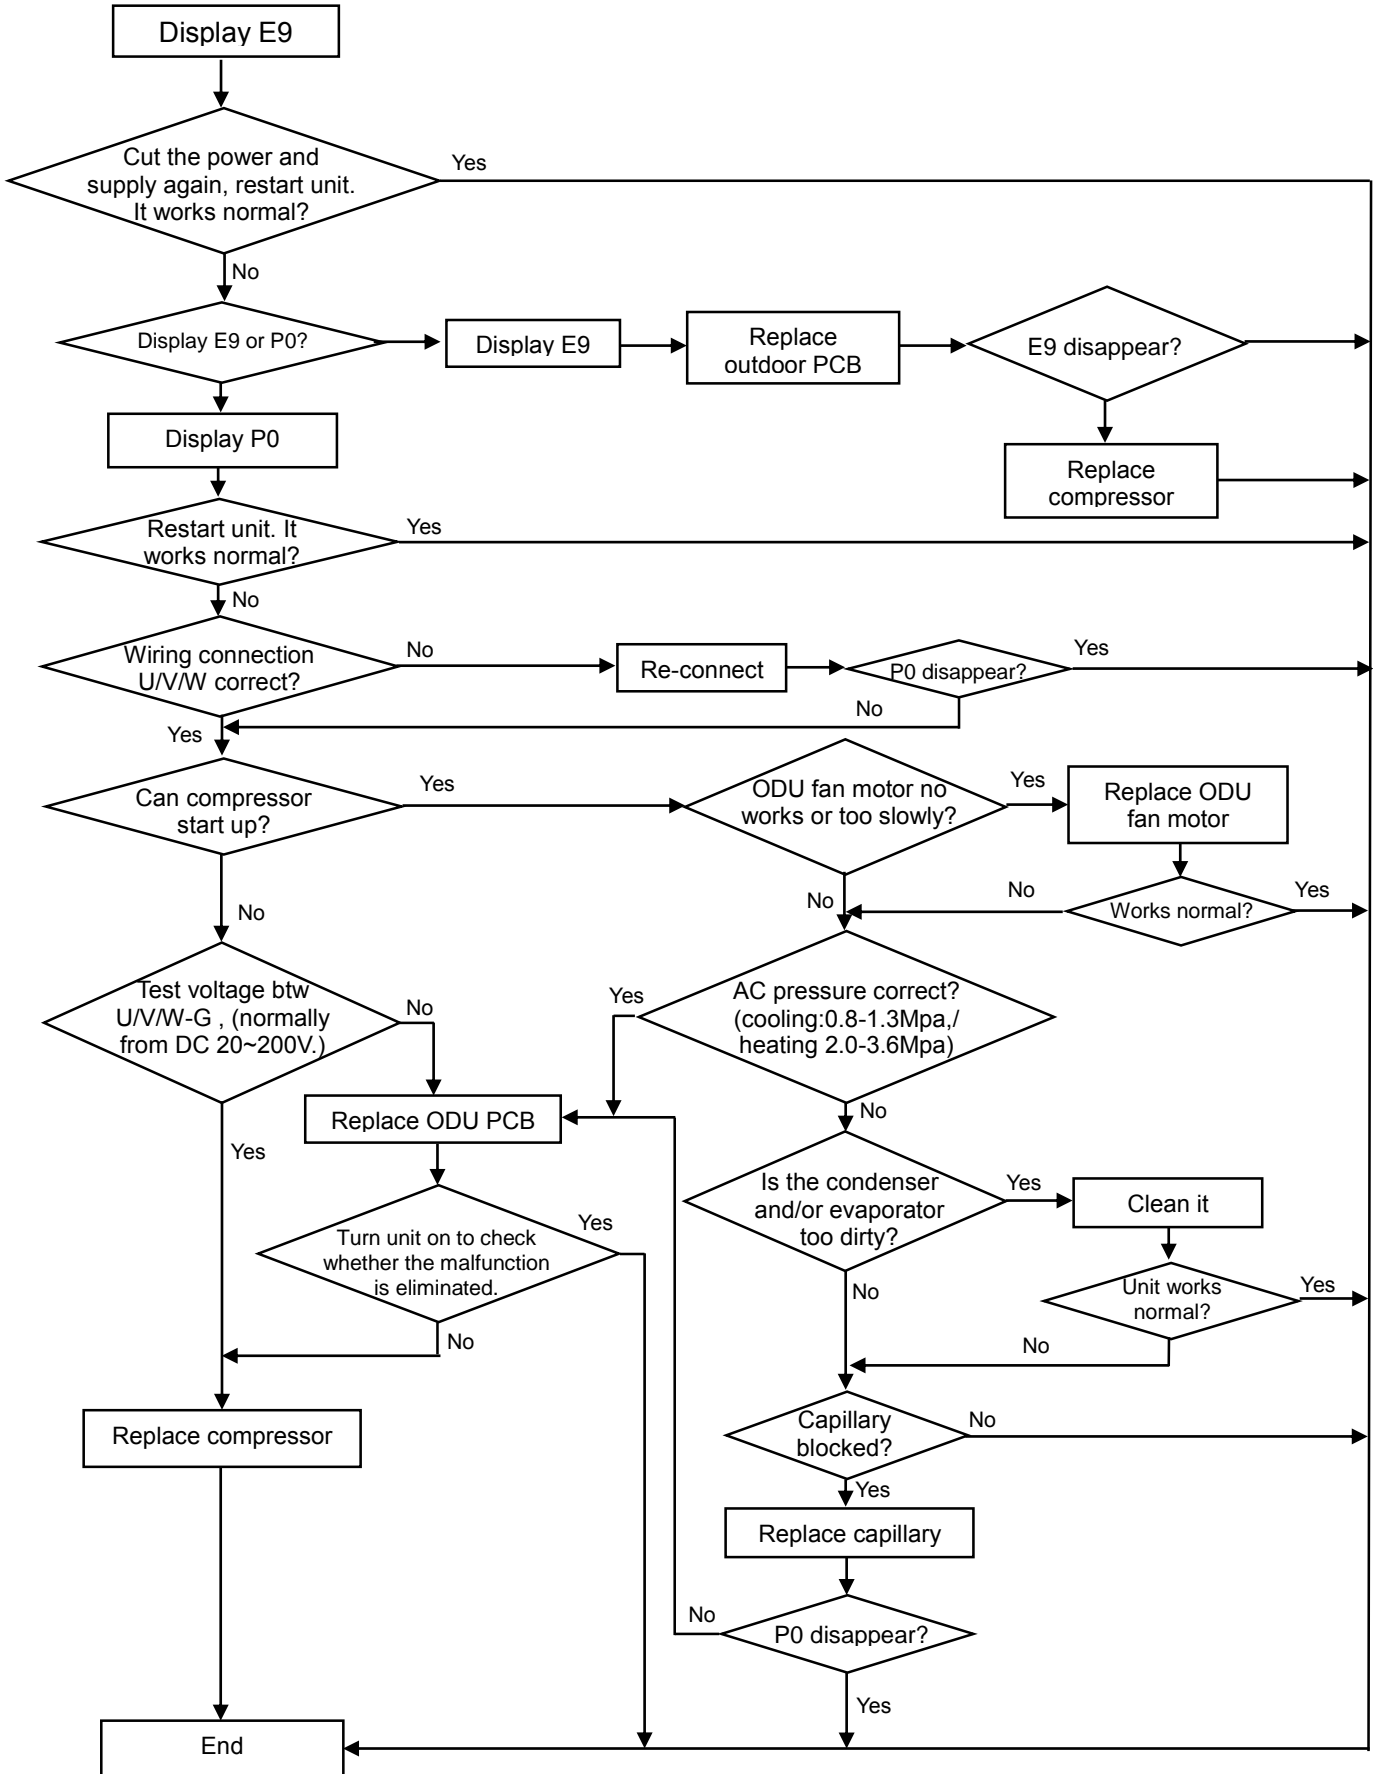 Display E9
Cut the power and
supply again, restart unit.
It works normal?
Yes
No
Display E9 or P0?
Display E9
Replace
outdoor PCB
E9 disappear?
Display P0
Replace
compressor
Restart unit. It
works normal?
Yes
No
Wiring connection
U/V/W correct?
No
Re-connect
P0 disappear?
Yes
No
Yes
Can compressor
start up?
Yes
ODU fan motor no
works or too slowly?
Yes
Replace ODU
fan motor
No
No
No
Works normal?
Yes
Test voltage btw
U/V/W-G , (normally
from DC 20~200V.)
No
Yes
AC pressure correct?
(cooling:0.8-1.3Mpa,/
heating 2.0-3.6Mpa)
Replace ODU PCB
No
Yes
Is the condenser
and/or evaporator
too dirty?
Yes
Clean it
Turn unit on to check
whether the malfunction
is eliminated.
Yes
No
Unit works
normal?
Yes
No
No
Replace compressor
Capillary
blocked?
No
Yes
Replace capillary
No
P0 disappear?
Yes
End